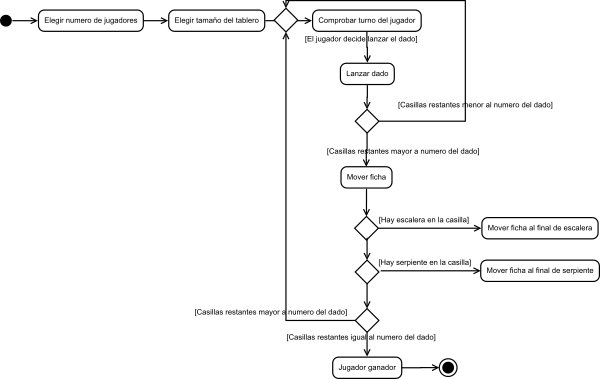 Elegir numero de jugadores
Elegir tamaño del tablero
Comprobar turno del jugador
[El jugador decide lanzar el dado]
Lanzar dado
[Casillas restantes menor al numero del dado]
[Casillas restantes mayor a numero del dado]
Mover ficha
[Hay escalera en la casilla]
Mover ficha al final de escalera
[Hay serpiente en la casilla]
Mover ficha al final de serpiente
[Casillas restantes mayor a numero del dado]
[Casillas restantes igual al numero del dado]
Jugador ganador